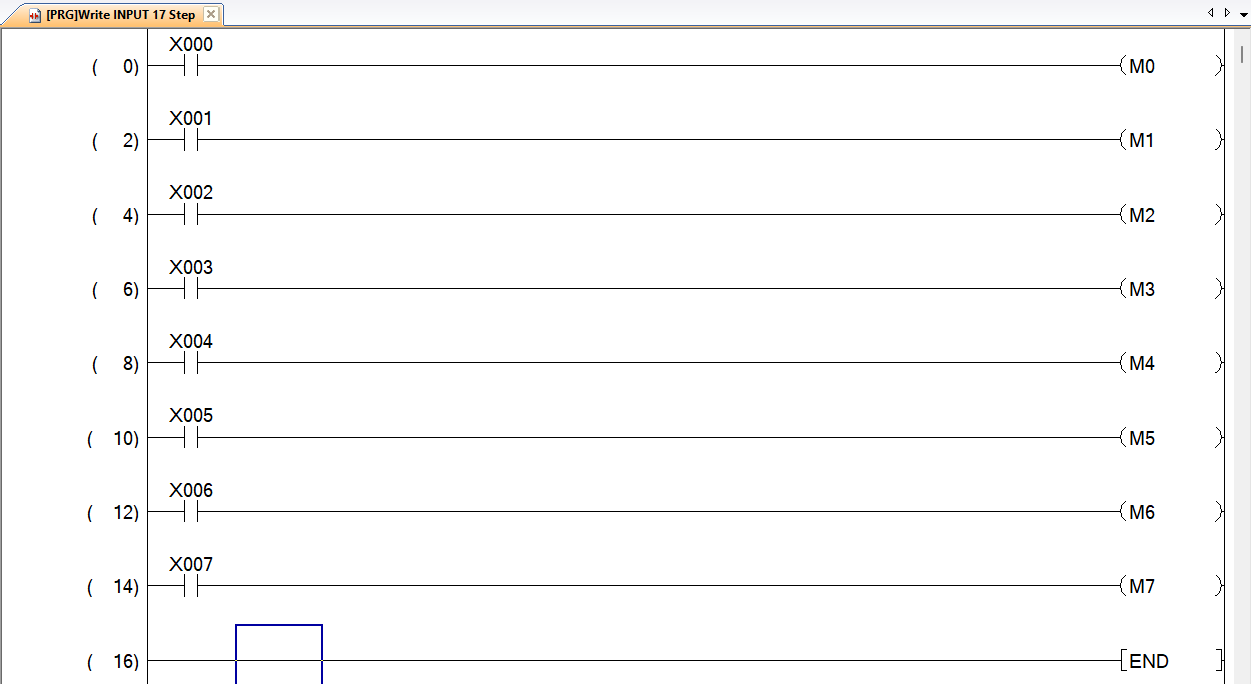 [PRG]Write INPUT 17 Step
X000
( 0) (M0 )
X001
( 2) (M1 )
X002
( 4) (M2 )
X003
( 6) (M3 )
X004
( 8) (M4 )
X005
( 10) (M5 )
X006
( 12) (M6 )
X007
( 14) (M7 )
( 16) [END ]